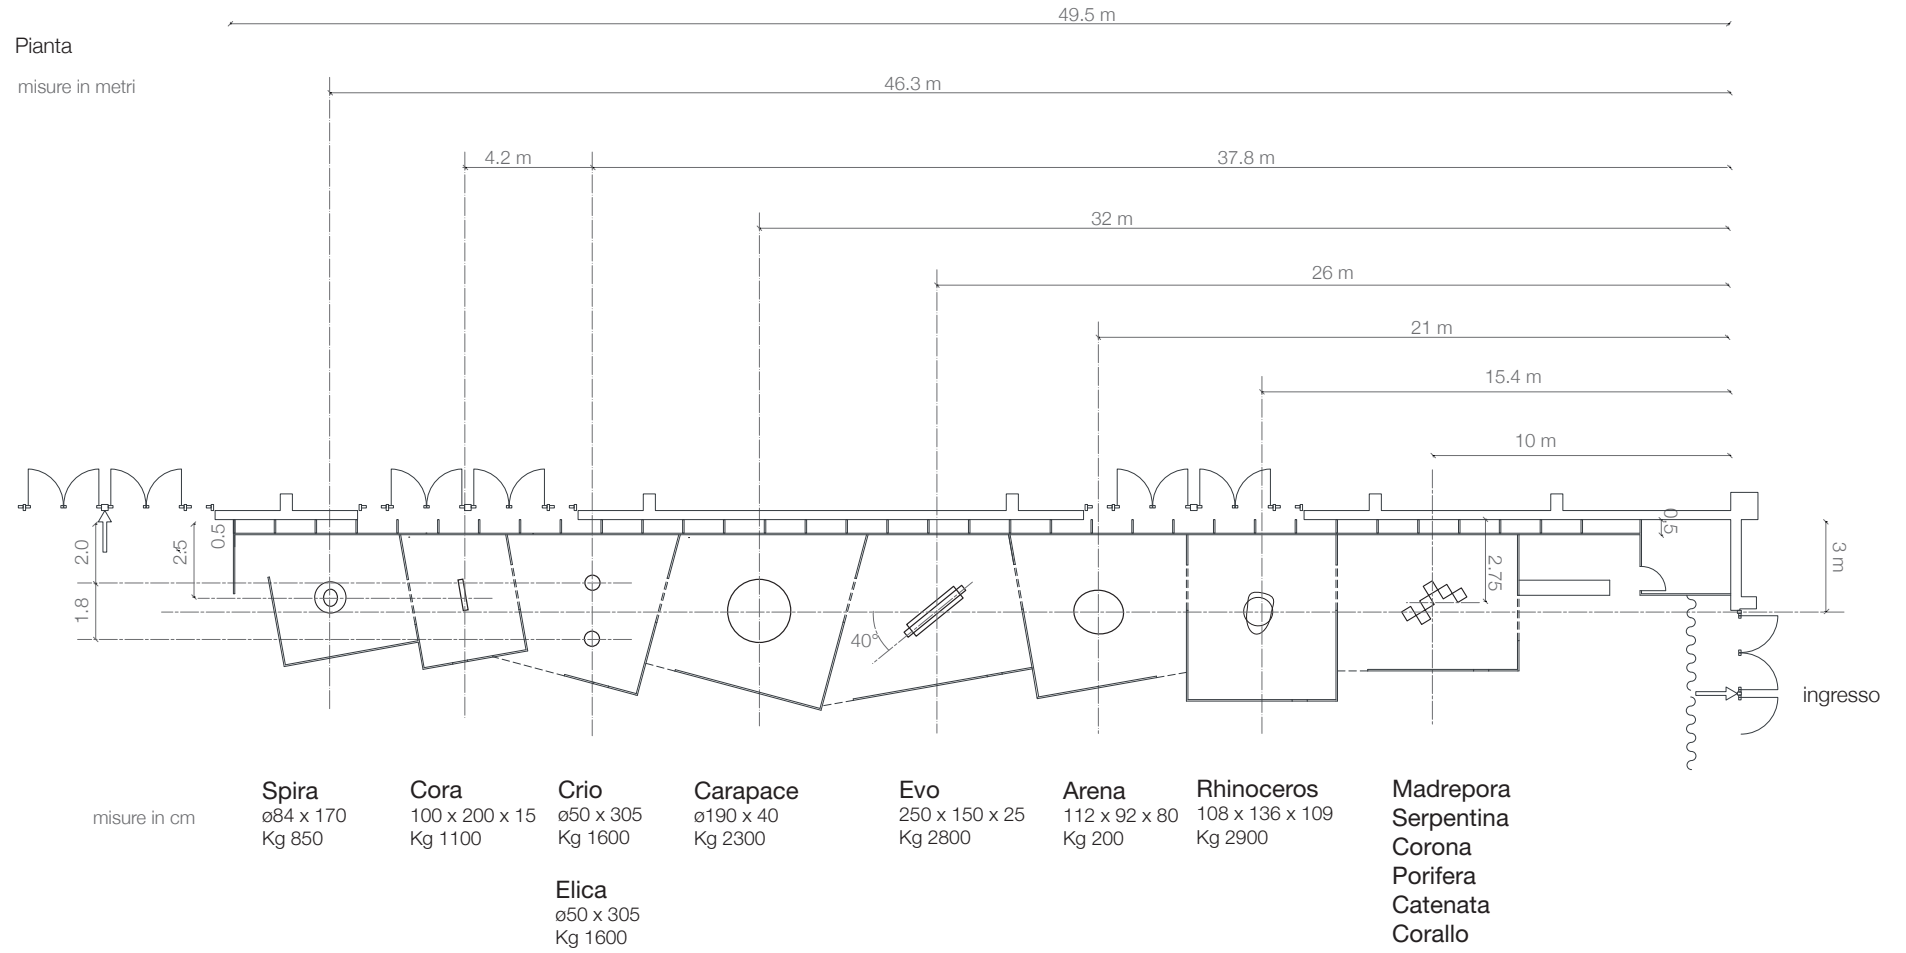 49.5 m
Pianta
misure in metri
46.3 m
4.2 m
37.8 m
32 m
26 m
21 m
15.4 m
10 m
2.0
2.5
0.5
1.8
40°
2.75
0,5
3 m
ingresso
misure in cm
Spira
ø84 x 170
Kg 850
Cora
100 x 200 x 15
Kg 1100
Crio
ø50 x 305
Kg 1600
Elica
ø50 x 305
Kg 1600
Carapace
ø190 x 40
Kg 2300
Evo
250 x 150 x 25
Kg 2800
Arena
112 x 92 x 80
Kg 200
Rhinoceros
108 x 136 x 109
Kg 2900
Madrepora
Serpentina
Corona
Porifera
Catenata
Corallo